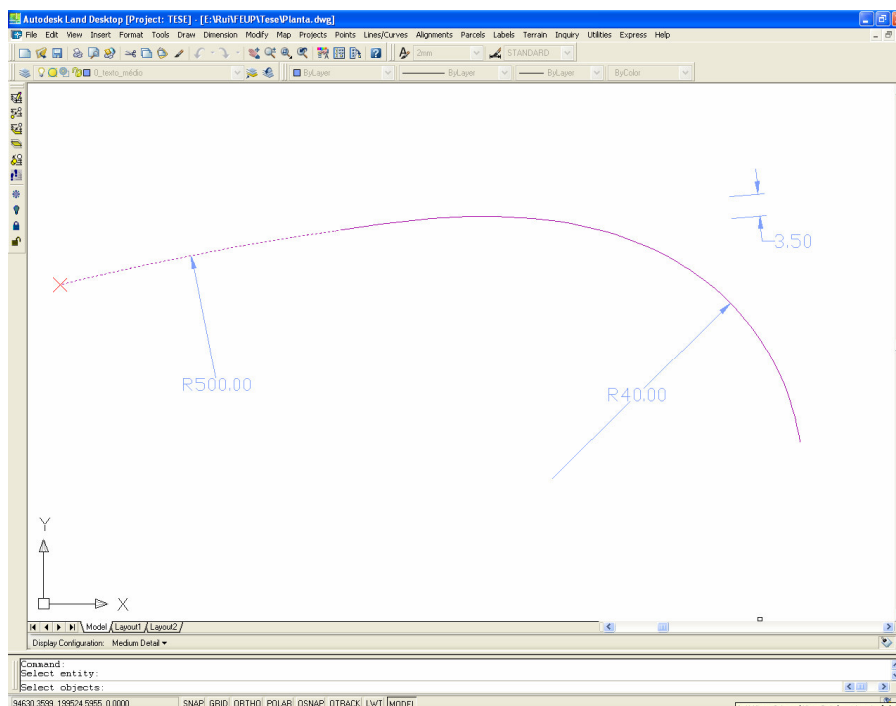 Autodesk Land Desktop [Project: TESE] - [E:\Rui\FEUP\Tese\Planta.dwg]
File Edit View Insert Format Tools Draw Dimension Modify Map Projects Points Lines/Curves Alignments Parcels Labels Terrain Inquiry Utilities Express Help
2mm STANDARD
0_texto_médio ByLayer ByLayer ByLayer ByColor
3.50
R500.00
R40.00
Y
X
Model Layout1 Layout2
Display Configuration: Medium Detail
Command:
Select entity:
Select objects:
94630.3599, 199524.5955, 0.0000 SNAP GRID ORTHO POLAR OSNAP OTRACK LWT MODEL